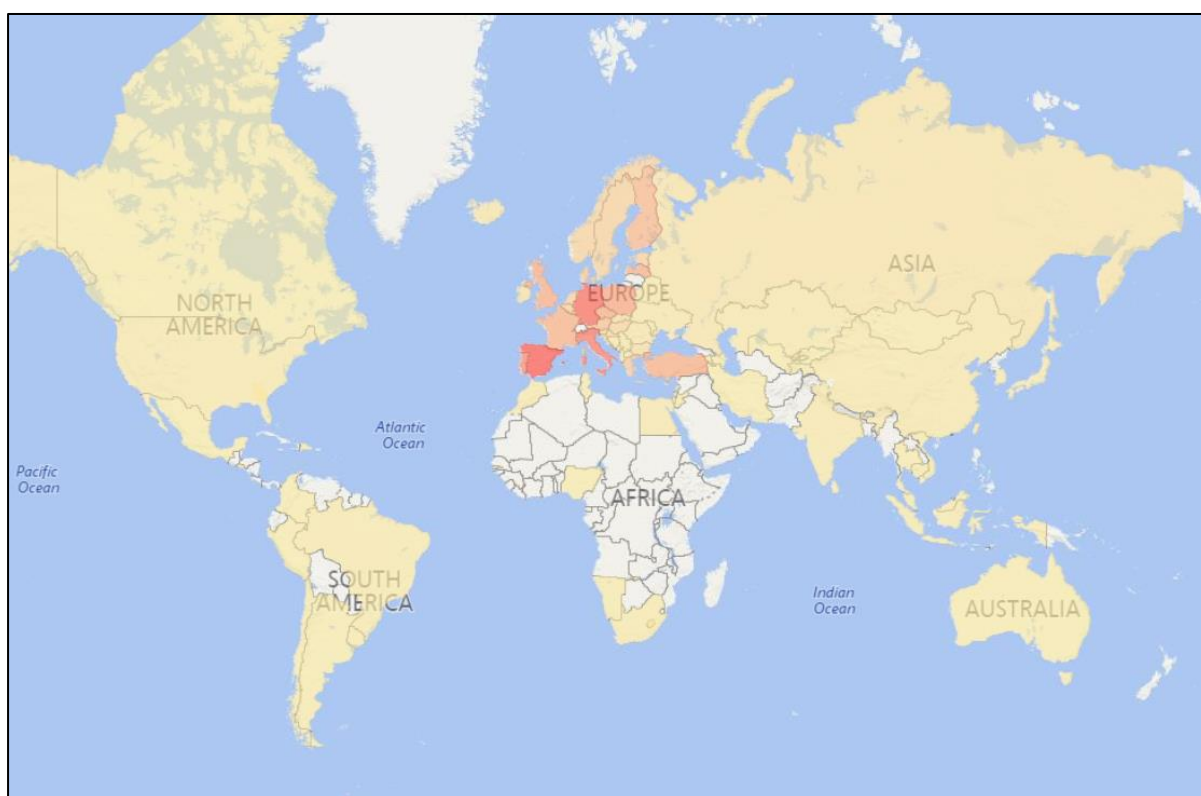 NORTH
AMERICA
EUROPE
ASIA
Atlantic
Ocean
Pacific
Ocean
AFRICA
SOUTH
AMERICA
Indian
Ocean
AUSTRALIA